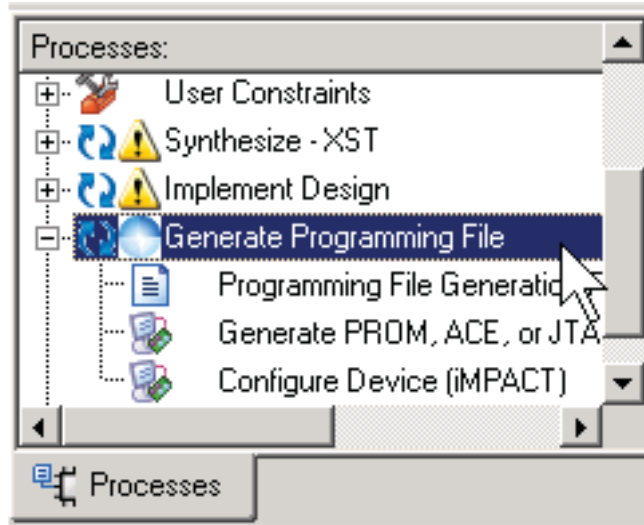 Processes:
User Constraints
Synthesize - XST
Implement Design
Generate Programming File
Programming File Generatio
Generate PROM, ACE, or JTA
Configure Device (iMPACT)
Processes